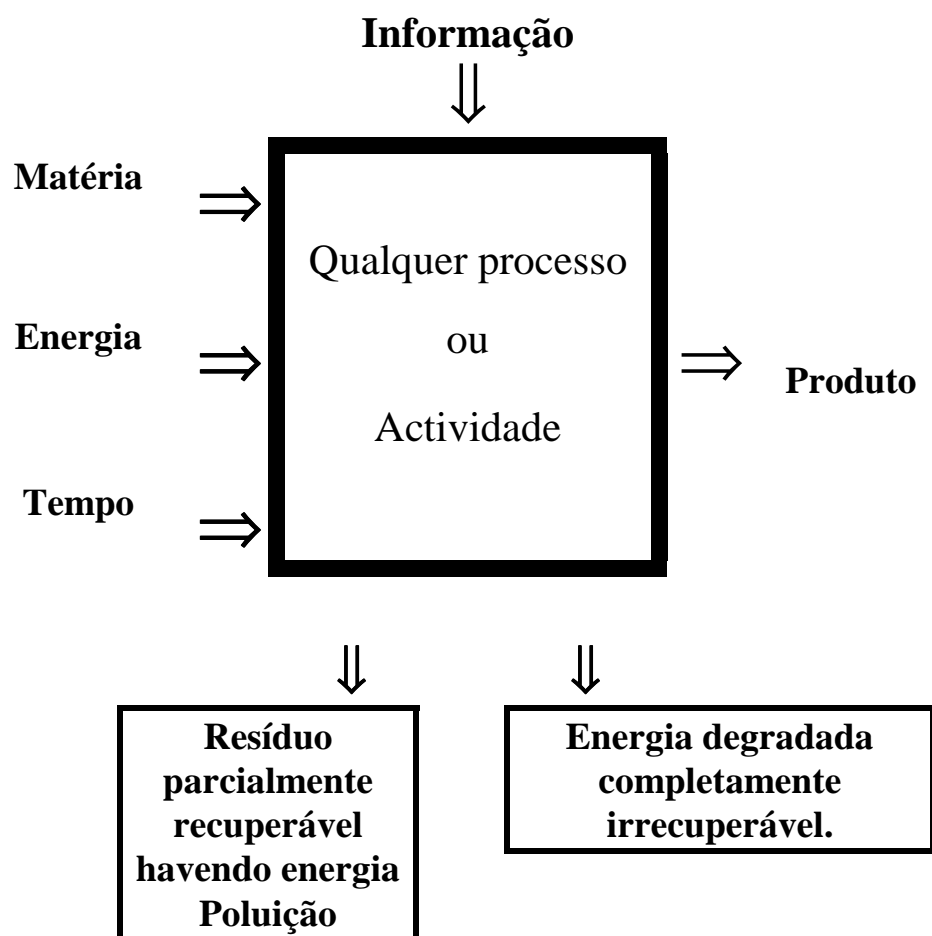 Informação
Matéria
Qualquer processo
Energia
ou
Produto
Actividade
Tempo
Resíduo
parcialmente
recuperável
havendo energia
Poluição
Energia degradada
completamente
irrecuperável.